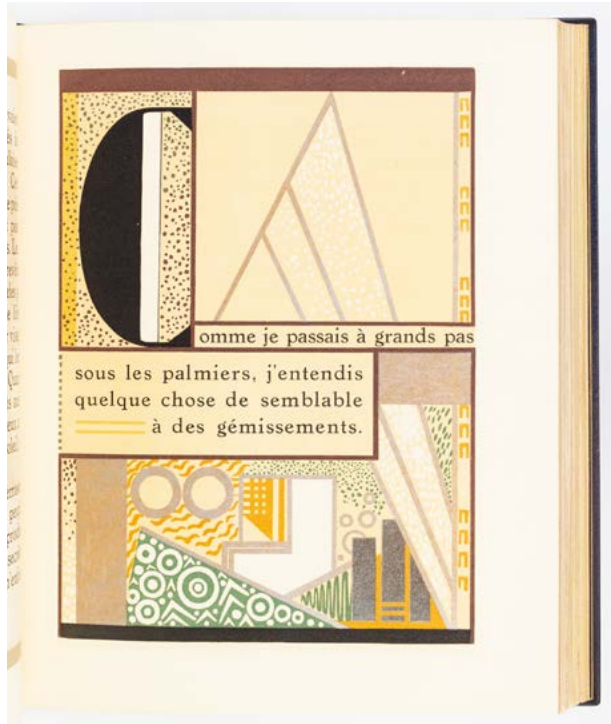 Comme je passais à grands pas
sous les palmiers, j'entendis
quelque chose de semblable
à des gémissements.